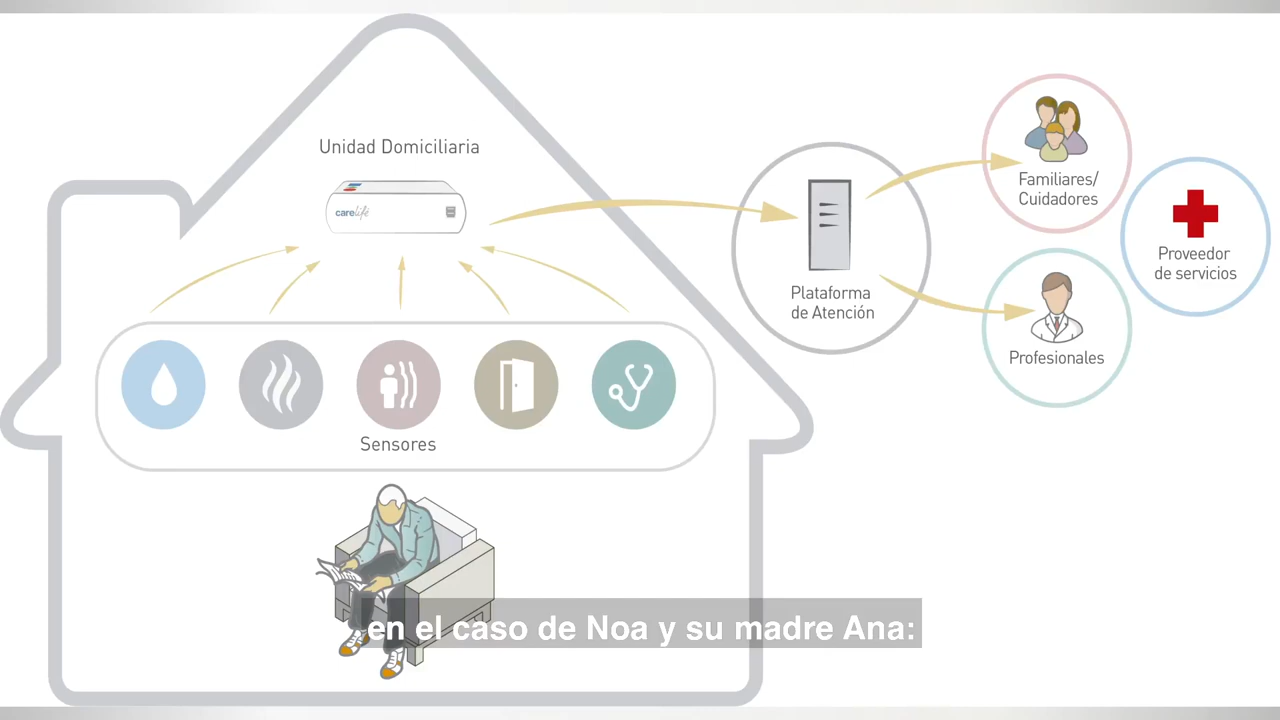 Unidad Domiciliaria
carelife
Sensores
Plataforma
de Atención
Familiares/
Cuidadores
Proveedor
de servicios
Profesionales
en el caso de Noa y su madre Ana: